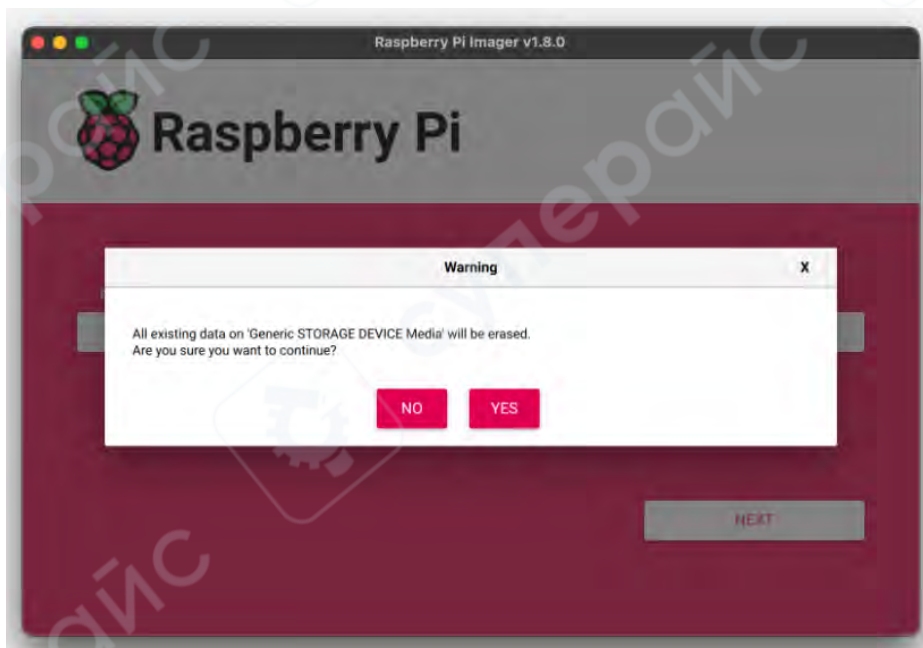 Raspberry Pi Imager v1.8.0
Raspberry Pi
Warning
X
All existing data on 'Generic STORAGE DEVICE Media' will be erased.
Are you sure you want to continue?
NO
YES
NEXT
суперайс